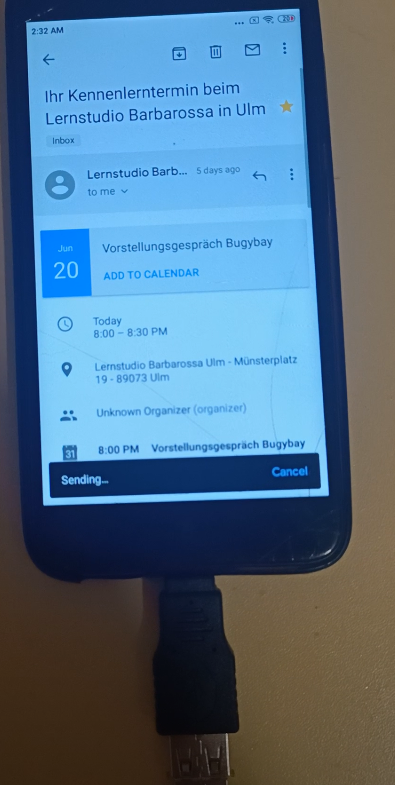 2:32 AM
Ihr Kennenlerntermin beim
Lernstudio Barbarossa in Ulm
Inbox
Lernstudio Barb... 5 days ago
to me
Jun
20
Vorstellungsgespräch Bugybay
ADD TO CALENDAR
Today
8:00 – 8:30 PM
Lernstudio Barbarossa Ulm - Münsterplatz
19 - 89073 Ulm
Unknown Organizer (organizer)
31
8:00 PM Vorstellungsgespräch Bugybay
Sending...
Cancel